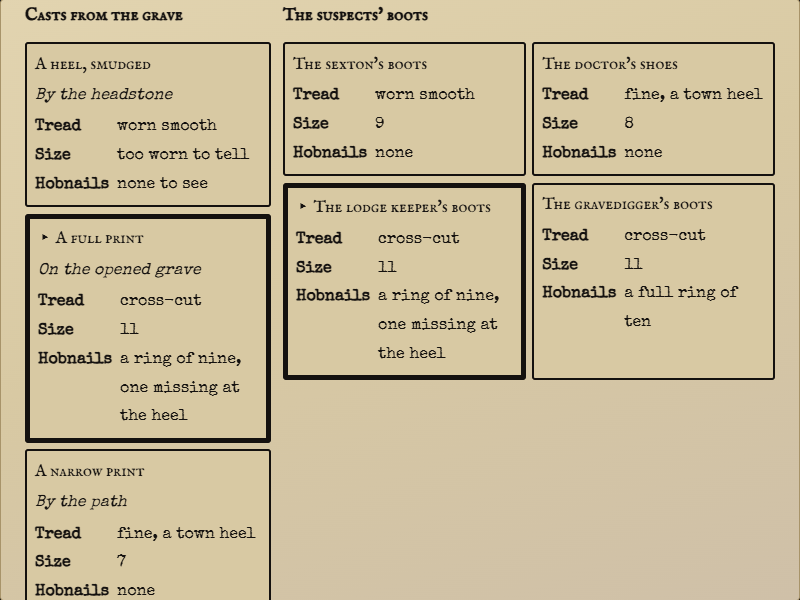 Casts from the grave
A heel, smudged
By the headstone
Tread worn smooth
Size too worn to tell
Hobnails none to see
‣ A full print
On the opened grave
Tread cross-cut
Size 11
Hobnails a ring of nine,
one missing at
the heel
A narrow print
By the path
Tread fine, a town heel
Size 7
Hobnails none
The suspects' boots
The sexton's boots
Tread worn smooth
Size 9
Hobnails none
The doctor's shoes
Tread fine, a town heel
Size 8
Hobnails none
‣ The lodge keeper's boots
Tread cross-cut
Size 11
Hobnails a ring of nine,
one missing at
the heel
The gravedigger's boots
Tread cross-cut
Size 11
Hobnails a full ring of
ten